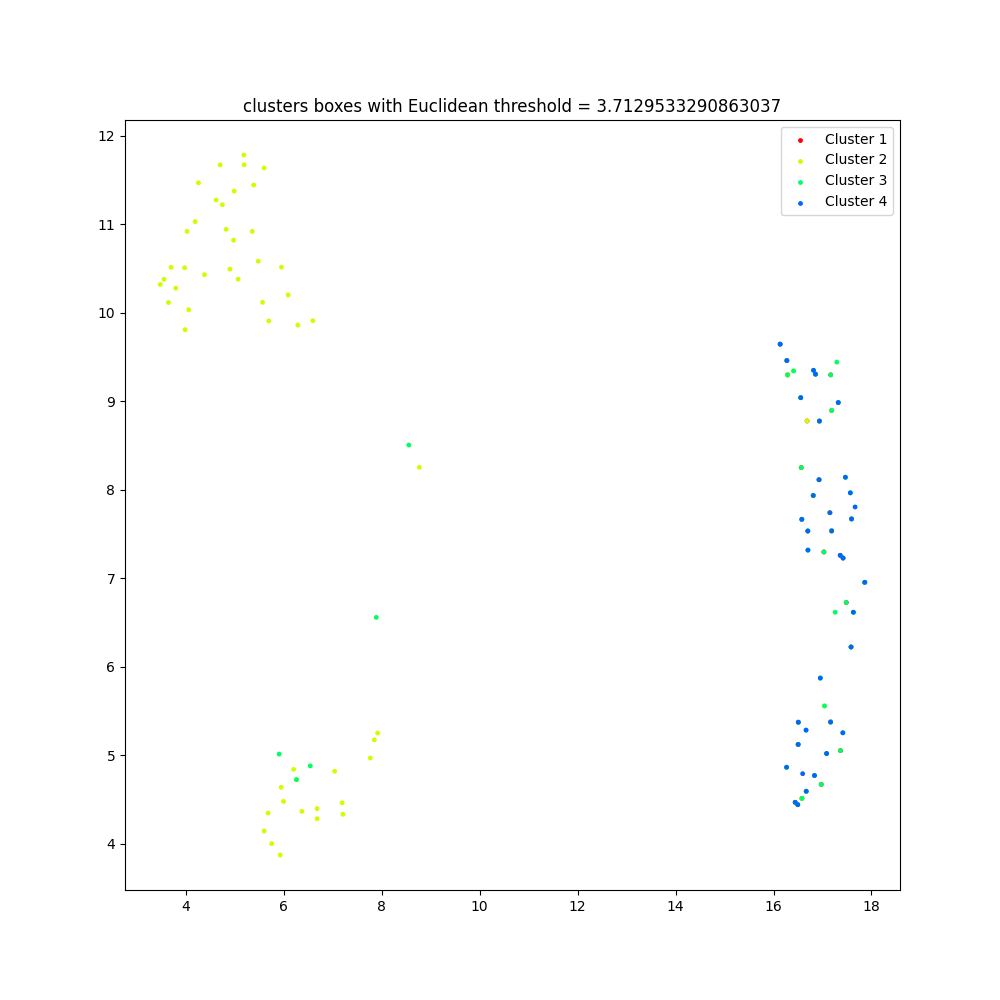 clusters boxes with Euclidean threshold = 3.7129533290863037
12
11
10
9
8
7
6
5
4
4 6 8 10 12 14 16 18
Cluster 1
Cluster 2
Cluster 3
Cluster 4